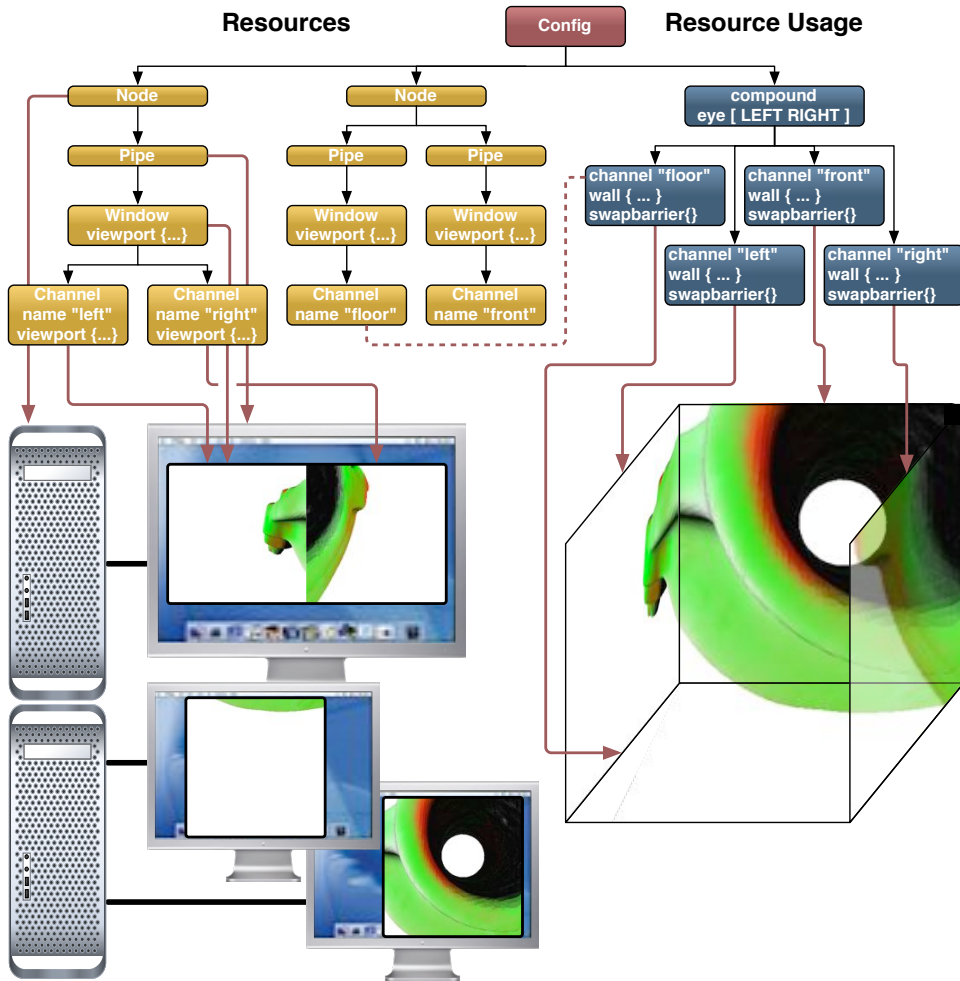 Resources
Config
Resource Usage
Node
Node
compound
eye [ LEFT RIGHT ]
Pipe
Pipe
Pipe
channel "floor"
wall { ... }
swapbarrier{}
channel "front"
wall { ... }
swapbarrier{}
Window
viewport {...}
Window
viewport {...}
Window
viewport {...}
channel "left"
wall { ... }
swapbarrier{}
channel "right"
wall { ... }
swapbarrier{}
Channel
name "left"
viewport {...}
Channel
name "right"
viewport {...}
Channel
name "floor"
Channel
name "front"